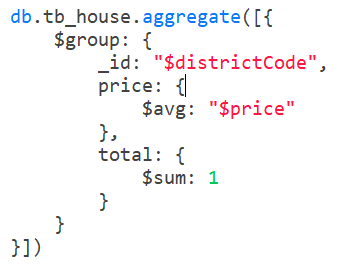 db.tb_house.aggregate([{
    $group: {
        _id: "$districtCode",
        price: {
            $avg: "$price"
        },
        total: {
            $sum: 1
        }
    }
}])